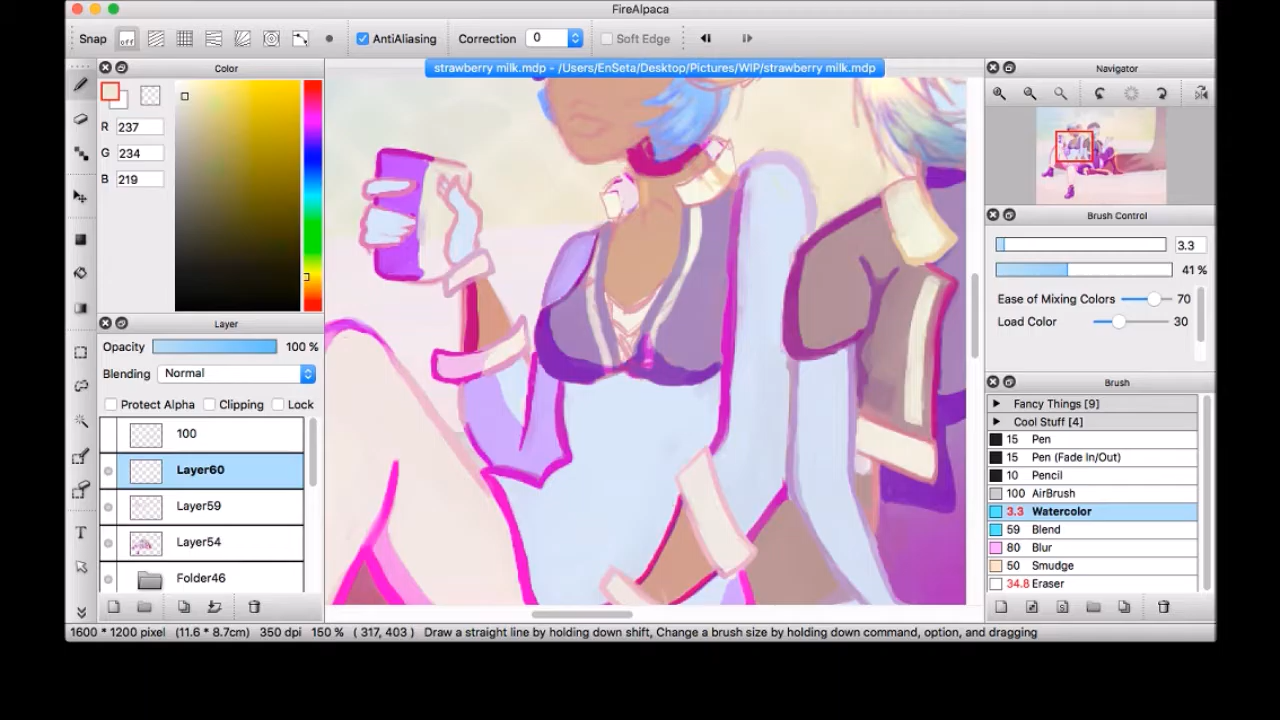 FireAlpaca
Snap off AntiAliasing Correction 0 Soft Edge
strawberry milk.mdp - /Users/EnSeta/Desktop/Pictures/WIP/strawberry milk.mdp
Color
R 237
G 234
B 219
Layer
Opacity 100 %
Blending Normal
Protect Alpha Clipping Lock
100
Layer60
Layer59
Layer54
Folder46
T
Navigator
Brush Control
3.3
41 %
Ease of Mixing Colors 70
Load Color 30
Brush
Fancy Things [9]
Cool Stuff [4]
15 Pen
15 Pen (Fade In/Out)
10 Pencil
100 AirBrush
3.3 Watercolor
59 Blend
80 Blur
50 Smudge
34.8 Eraser
1600 * 1200 pixel (11.6 * 8.7cm) 350 dpi 150 % ( 317, 403 ) Draw a straight line by holding down shift, Change a brush size by holding down command, option, and dragging